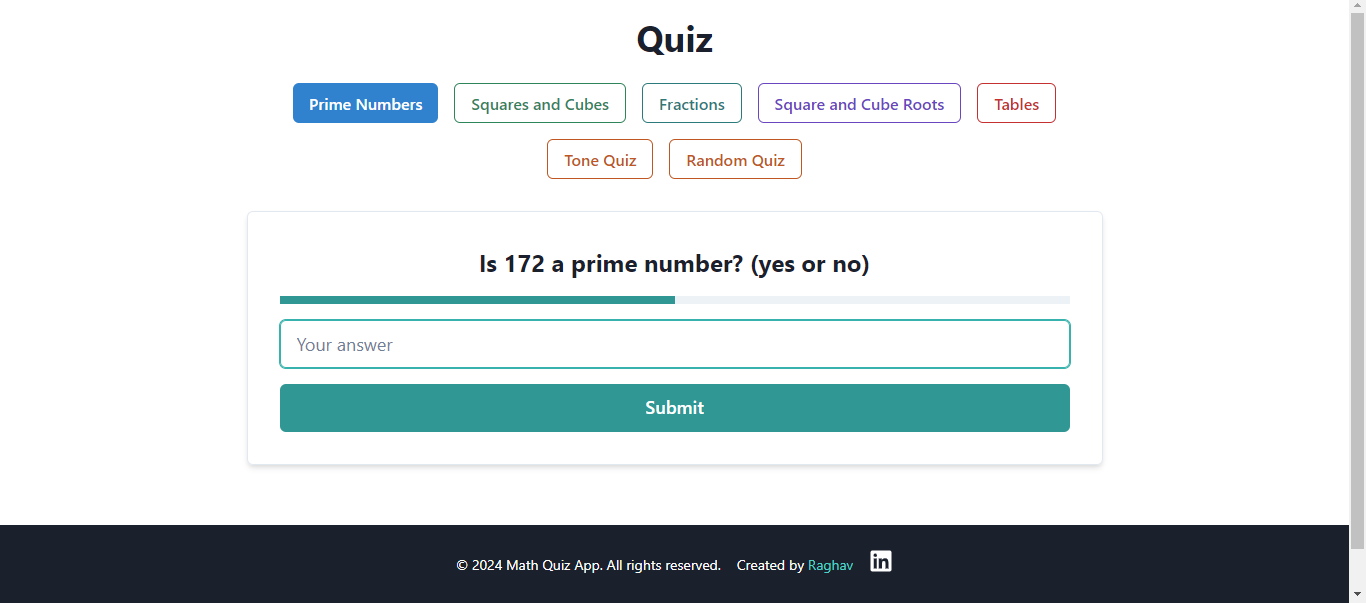 Quiz
Prime Numbers Squares and Cubes Fractions Square and Cube Roots Tables
Tone Quiz Random Quiz
Is 172 a prime number? (yes or no)
Your answer
Submit
© 2024 Math Quiz App. All rights reserved. Created by Raghav in